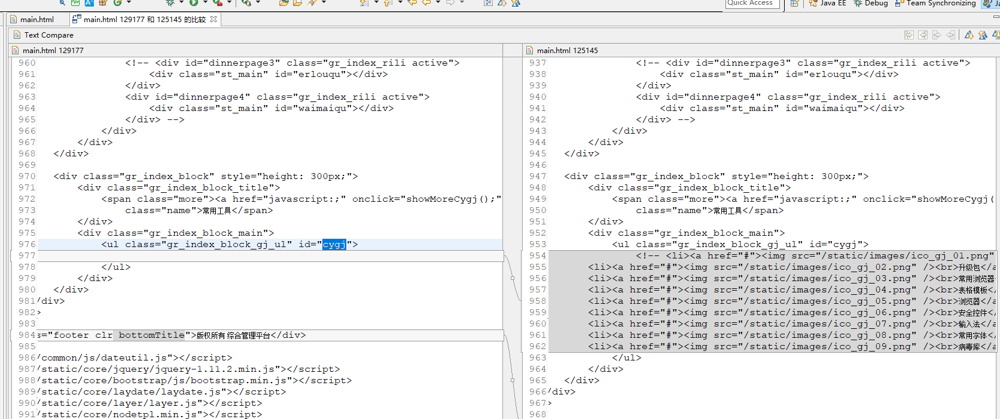 Quick Access
Java EE
Debug
Team Synchronizing
main.html
main.html 129177 和 125145 的比较
Text Compare
main.html 129177
960 <!-- <div id="dinnerpage3" class="gr_index_rili active">
961 <div class="st_main" id="erlouqu"></div>
962 </div>
963 <div id="dinnerpage4" class="gr_index_rili active">
964 <div class="st_main" id="waimaiqu"></div>
965 </div> -->
966 </div>
967 </div>
968 </div>
969
970 <div class="gr_index_block" style="height: 300px;">
971 <div class="gr_index_block_title">
972 <span class="more"><a href="javascript:;" onclick="showMoreCygj();"
973 class="name">常用工具</span>
974 </div>
975 <div class="gr_index_block_main">
976 <ul class="gr_index_block_gj_ul" id="cygj">
977
978 </ul>
979 </div>
980 </div>
981 /div>
982 >
983
984 s="footer clr bottomTitle">版权所有 综合管理平台</div>
985
986 /common/js/dateutil.js"></script>
987 /static/core/jquery/jquery-1.11.2.min.js"></script>
988 /static/core/bootstrap/js/bootstrap.min.js"></script>
989 /static/core/laydate/laydate.js"></script>
990 /static/core/layer/layer.js"></script>
991 /static/core/nodetpl.min.js"></script>
main.html 125145
937 <!-- <div id="dinnerpage3" class="gr_index_rili active">
938 <div class="st_main" id="erlouqu"></div>
939 </div>
940 <div id="dinnerpage4" class="gr_index_rili active">
941 <div class="st_main" id="waimaiqu"></div>
942 </div> -->
943 </div>
944 </div>
945 </div>
946
947 <div class="gr_index_block" style="height: 300px;">
948 <div class="gr_index_block_title">
949 <span class="more"><a href="javascript:;" onclick="showMoreCygj(
950 class="name">常用工具</span>
951 </div>
952 <div class="gr_index_block_main">
953 <ul class="gr_index_block_gj_ul" id="cygj">
954 <!-- <li><a href="#"><img src="/static/images/ico_gj_01.png"
955 <li><a href="#"><img src="/static/images/ico_gj_02.png" /><br>升级包</a
956 <li><a href="#"><img src="/static/images/ico_gj_03.png" /><br>常用浏览器
957 <li><a href="#"><img src="/static/images/ico_gj_04.png" /><br>表格模板</
958 <li><a href="#"><img src="/static/images/ico_gj_05.png" /><br>浏览器</a
959 <li><a href="#"><img src="/static/images/ico_gj_06.png" /><br>安全控件</
960 <li><a href="#"><img src="/static/images/ico_gj_07.png" /><br>输入法</a
961 <li><a href="#"><img src="/static/images/ico_gj_08.png" /><br>常用字体</
962 <li><a href="#"><img src="/static/images/ico_gj_09.png" /><br>病毒库</a
963 </ul>
964 </div>
965 </div>
966 /div>
967 >
968